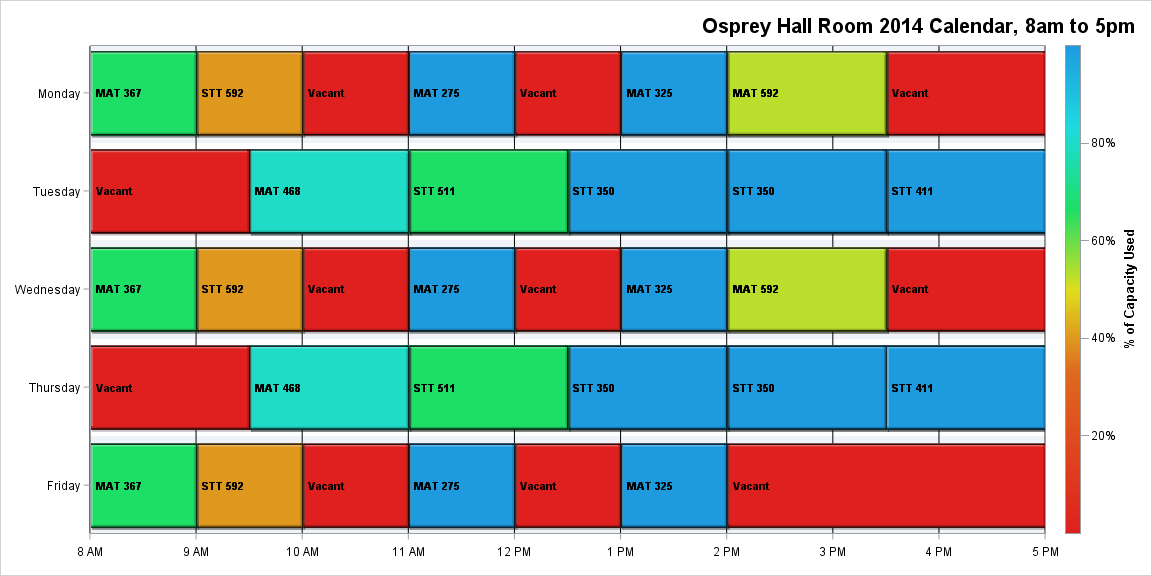 Osprey Hall Room 2014 Calendar, 8am to 5pm
Monday MAT 367 STT 592 Vacant MAT 275 Vacant MAT 325 MAT 592 Vacant
Tuesday Vacant MAT 468 STT 511 STT 350 STT 350 STT 411
Wednesday MAT 367 STT 592 Vacant MAT 275 Vacant MAT 325 MAT 592 Vacant
Thursday Vacant MAT 468 STT 511 STT 350 STT 350 STT 411
Friday MAT 367 STT 592 Vacant MAT 275 Vacant MAT 325 Vacant
8 AM 9 AM 10 AM 11 AM 12 PM 1 PM 2 PM 3 PM 4 PM 5 PM
80%
60%
40%
20%
% of Capacity Used